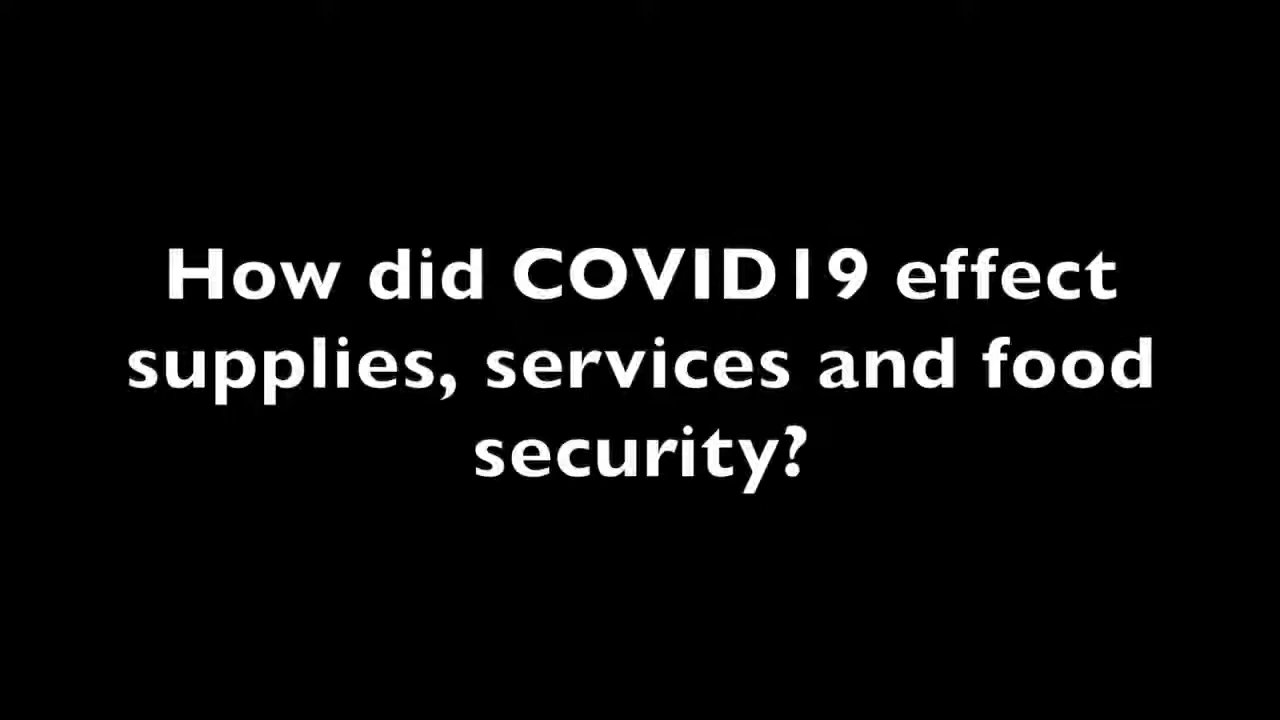 How did COVID19 effect
supplies, services and food
security?